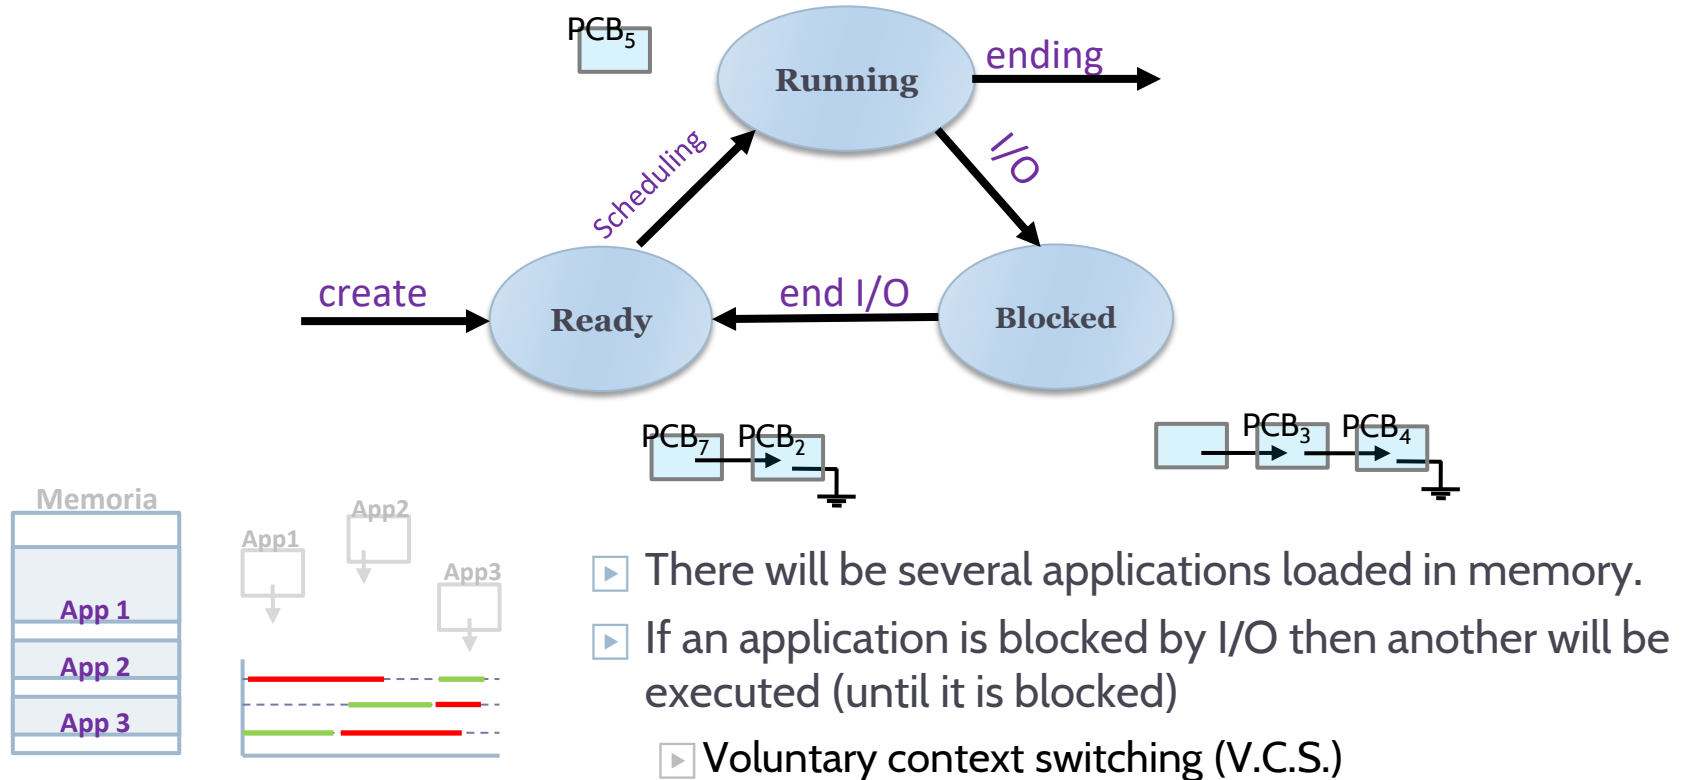 PCB5
Running
ending
Scheduling
I/O
create
Ready
end I/O
Blocked
PCB7
PCB2
PCB3
PCB4
Memoria
App 1
App 2
App 3
App1
App2
App3
There will be several applications loaded in memory.
If an application is blocked by I/O then another will be
executed (until it is blocked)
Voluntary context switching (V.C.S.)